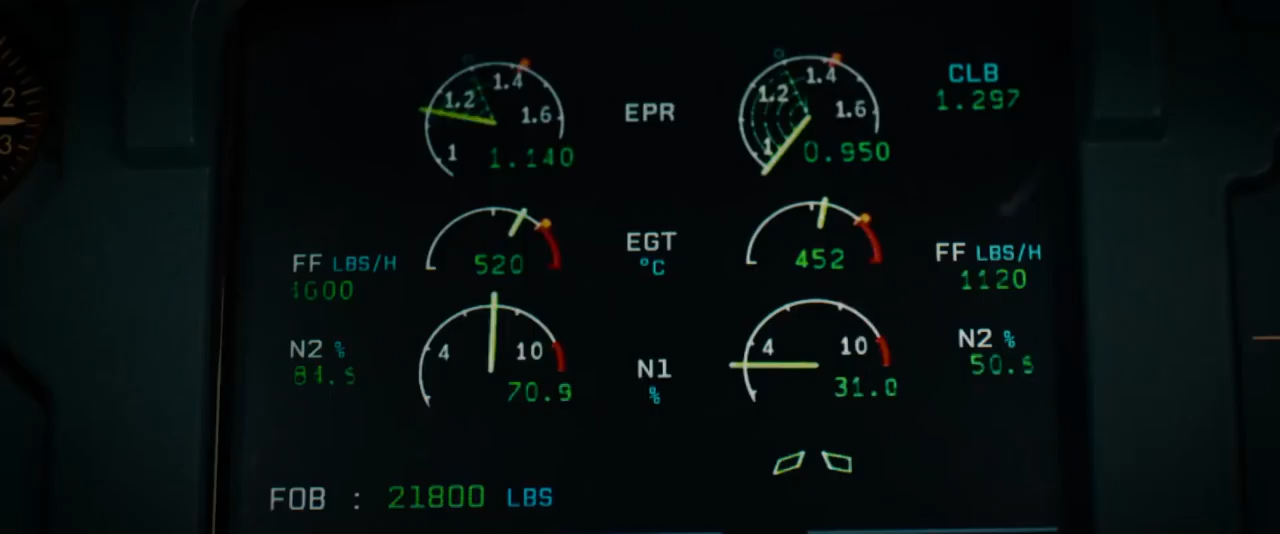 1.2 1.4 1.6 1 1.140
EPR
1.2 1.4 1.6 1 0.950
CLB
1.297
520
EGT
°C
452
FF LBS/H
FF LBS/H
1120
4 10 70.9
N1
%
4 10 31.0
N2 %
N2 %
FOB : 21800 LBS
2
3